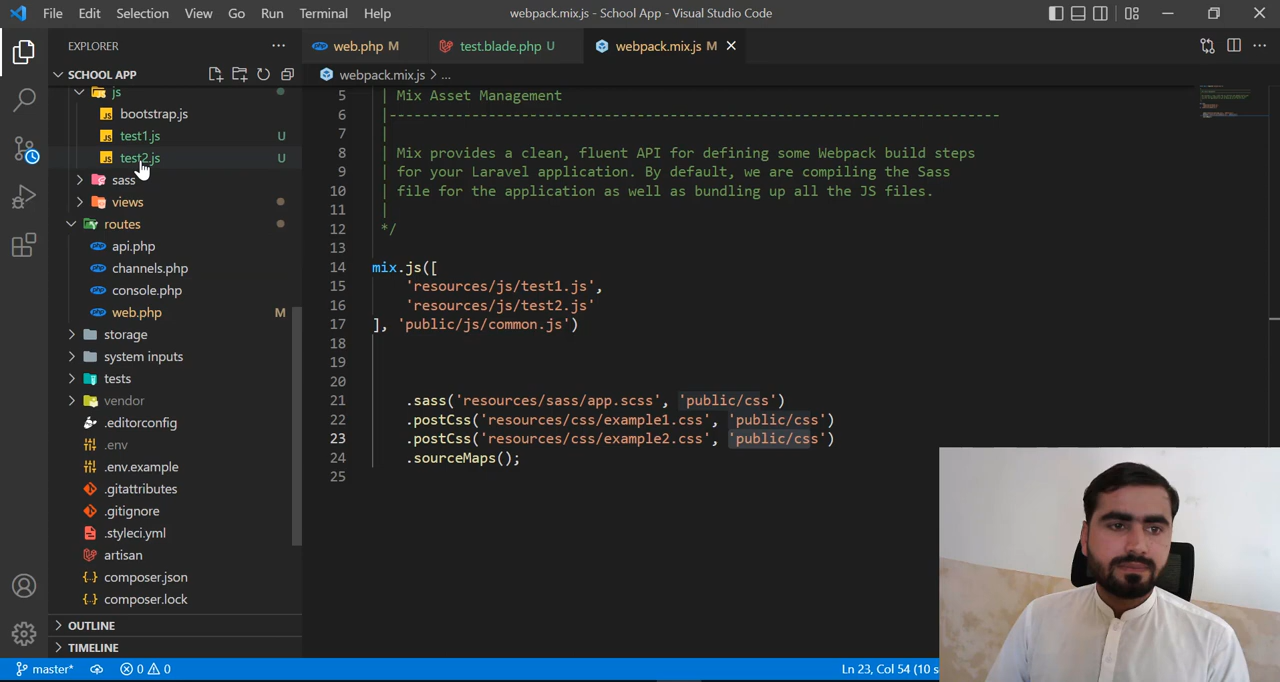 File Edit Selection View Go Run Terminal Help webpack.mix.js - School App - Visual Studio Code
EXPLORER
web.php M test.blade.php U webpack.mix.js M
SCHOOL APP
webpack.mix.js > ...
js
bootstrap.js
test1.js U
test2.js U
sass
views
routes
api.php
channels.php
console.php
web.php M
storage
system inputs
tests
vendor
.editorconfig
.env
.env.example
.gitattributes
.gitignore
.styleci.yml
artisan
composer.json
composer.lock
OUTLINE
TIMELINE
5 | Mix Asset Management
6 |--------------------------------------------------------------------------
7 |
8 | Mix provides a clean, fluent API for defining some Webpack build steps
9 | for your Laravel application. By default, we are compiling the Sass
10 | file for the application as well as bundling up all the JS files.
11 |
12 */
13
14 mix.js([
15 'resources/js/test1.js',
16 'resources/js/test2.js'
17 ], 'public/js/common.js')
18
19
20
21 .sass('resources/sass/app.scss', 'public/css')
22 .postCss('resources/css/example1.css', 'public/css')
23 .postCss('resources/css/example2.css', 'public/css')
24 .sourceMaps();
25
master* 0 0 Ln 23, Col 54 (10 s